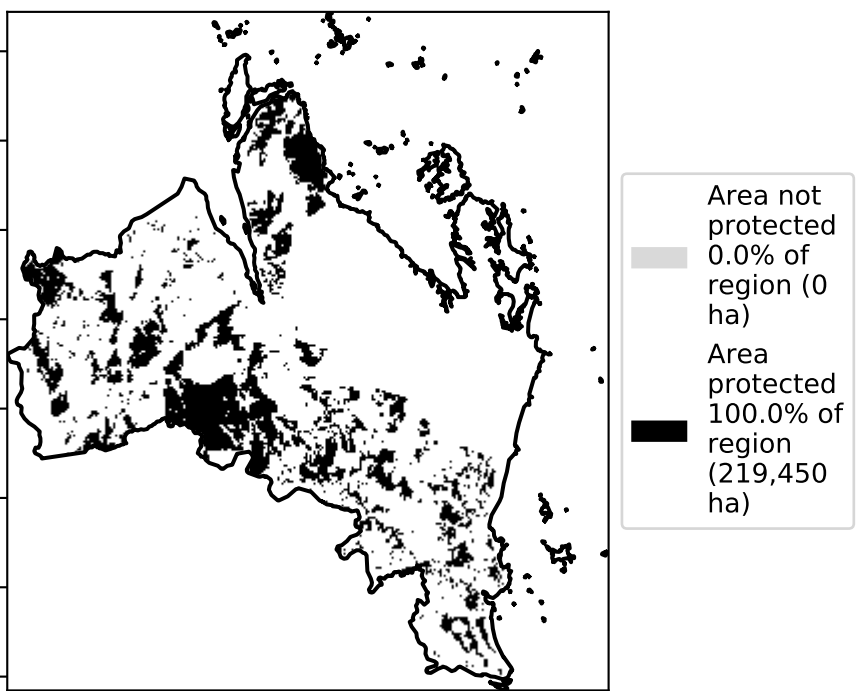 Area not
protected
0.0% of
region (0
ha)
Area
protected
100.0% of
region
(219,450
ha)